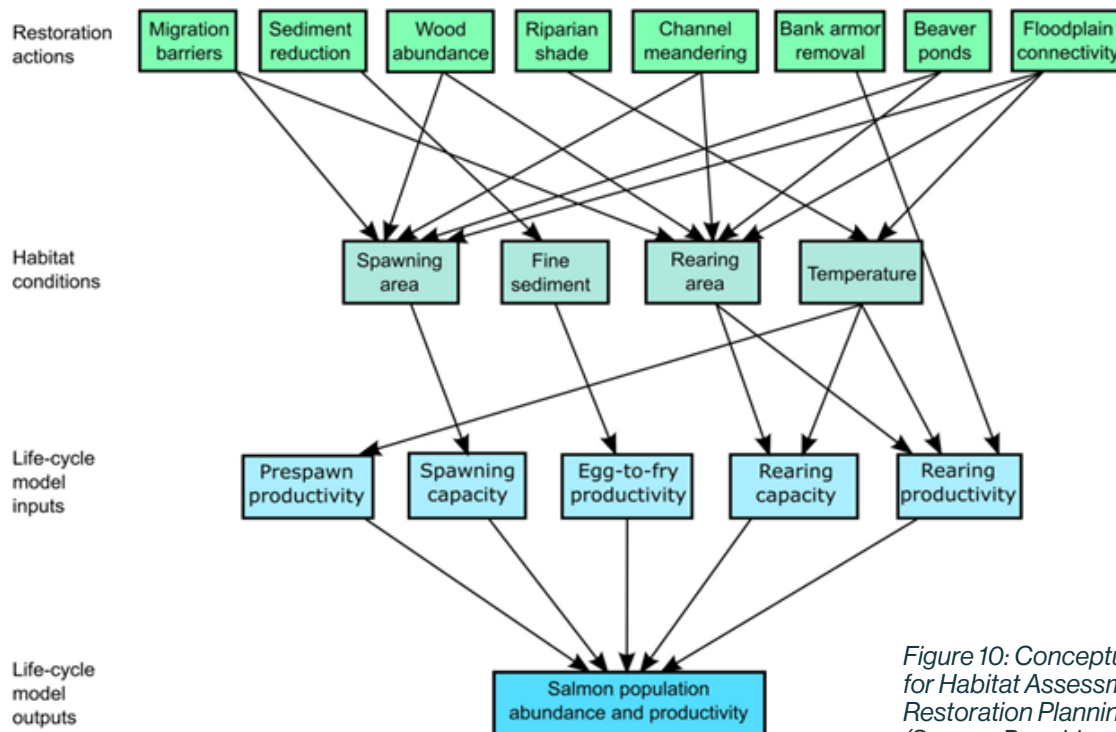 Restoration
actions
Migration
barriers
Sediment
reduction
Wood
abundance
Riparian
shade
Channel
meandering
Bank armor
removal
Beaver
ponds
Floodplain
connectivity
Habitat
conditions
Spawning
area
Fine
sediment
Rearing
area
Temperature
Life-cycle
model
inputs
Prespawn
productivity
Spawning
capacity
Egg-to-fry
productivity
Rearing
capacity
Rearing
productivity
Life-cycle
model
outputs
Salmon population
abundance and productivity
Figure 10: Conceptu
for Habitat Assessm
Restoration Planning